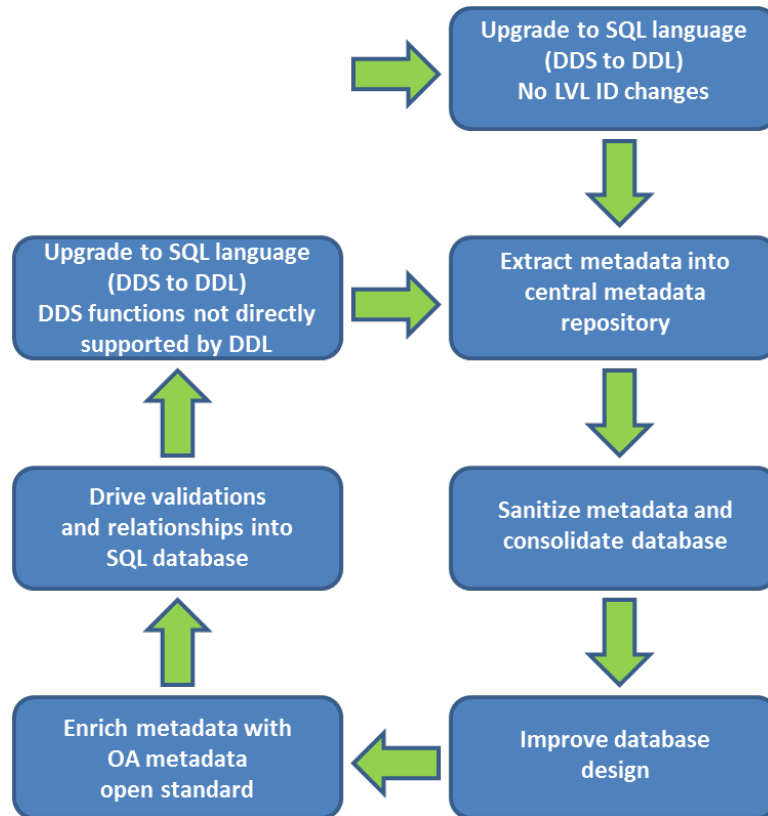 Upgrade to SQL language
(DDS to DDL)
No LVL ID changes
Upgrade to SQL language
(DDS to DDL)
DDS functions not directly
supported by DDL
Extract metadata into
central metadata
repository
Drive validations
and relationships into
SQL database
Sanitize metadata and
consolidate database
Enrich metadata with
OA metadata
open standard
Improve database
design